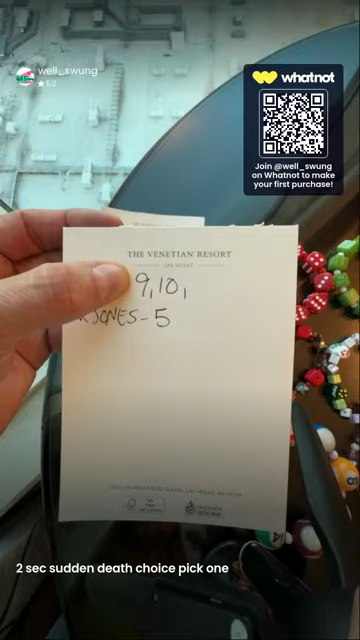 well_swung
★ 5.0
whatnot
Join @well_swung
on Whatnot to make
your first purchase!
THE VENETIAN RESORT
LAS VEGAS
9,10,
JONES-5
2 sec sudden death choice pick one